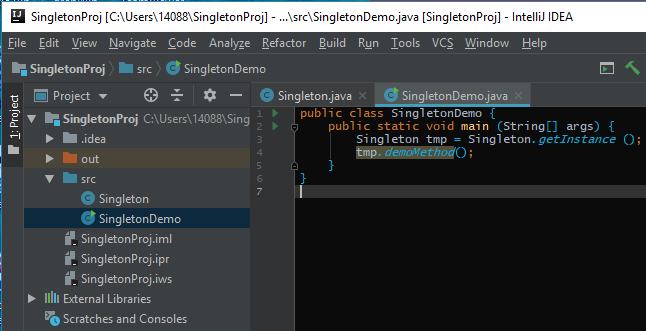 SingletonProj [C:\Users\14088\SingletonProj] - ...\src\SingletonDemo.java [SingletonProj] - IntelliJ IDEA
File Edit View Navigate Code Analyze Refactor Build Run Tools VCS Window Help
SingletonProj src SingletonDemo
1: Project
Project
Singleton.java SingletonDemo.java
SingletonProj C:\Users\14088\Sing
.idea
out
src
Singleton
SingletonDemo
SingletonProj.iml
SingletonProj.ipr
SingletonProj.iws
External Libraries
Scratches and Consoles
1 public class SingletonDemo {
2 public static void main (String[] args) {
3 Singleton tmp = Singleton.getInstance ();
4 tmp.demoMethod();
5 }
6 }
7